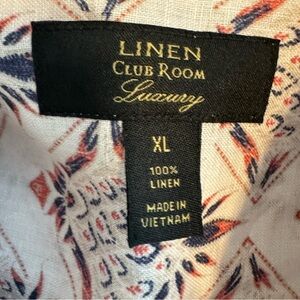 LINEN
CLUB ROOM
Luxury
XL
100%
LINEN
MADE IN
VIETNAM